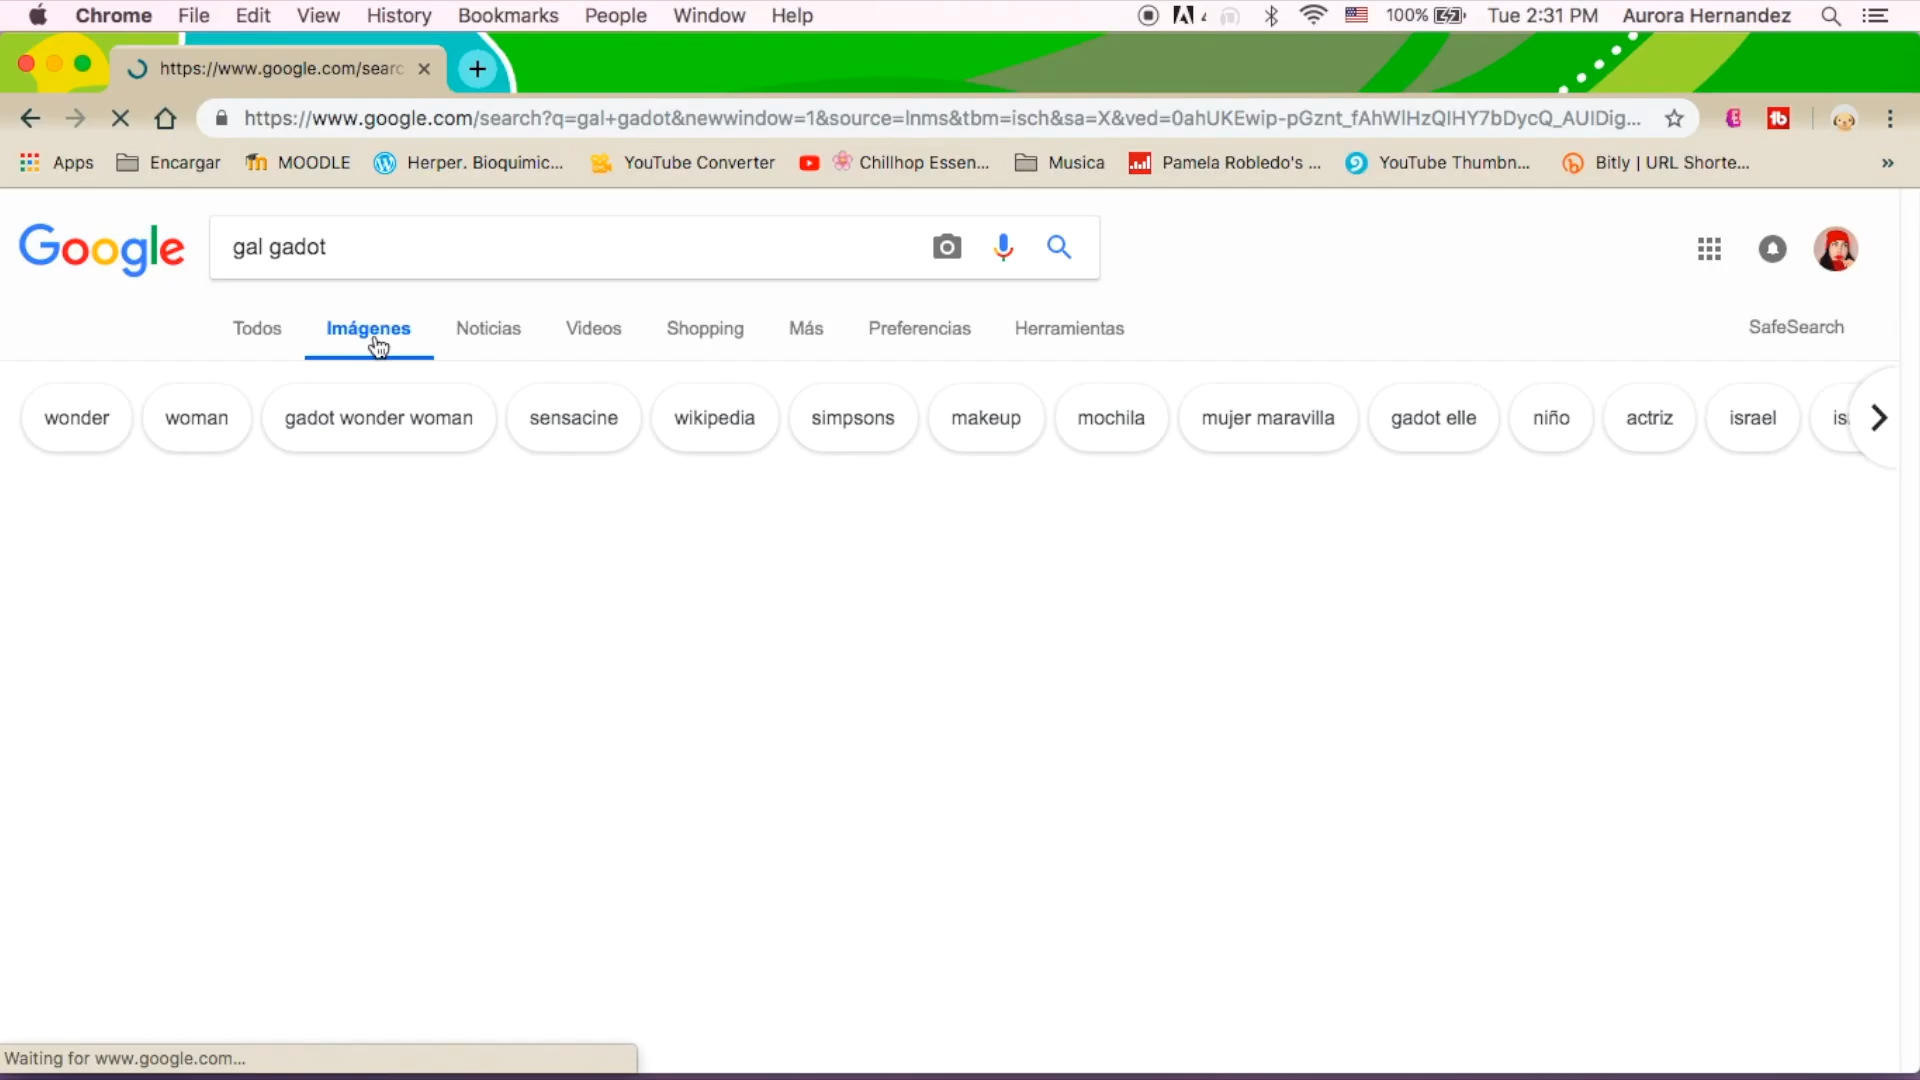 Chrome File Edit View History Bookmarks People Window Help 100% Tue 2:31 PM Aurora Hernandez
https://www.google.com/searc
https://www.google.com/search?q=gal+gadot&newwindow=1&source=lnms&tbm=isch&sa=X&ved=0ahUKEwip-pGznt_fAhWlHzQIHY7bDycQ_AUIDig...
Apps Encargar MOODLE Herper. Bioquimic... YouTube Converter Chillhop Essen... Musica Pamela Robledo's ... YouTube Thumbn... Bitly | URL Shorte... »
Google gal gadot
Todos Imágenes Noticias Videos Shopping Más Preferencias Herramientas SafeSearch
wonder woman gadot wonder woman sensacine wikipedia simpsons makeup mochila mujer maravilla gadot elle niño actriz israel
Waiting for www.google.com...